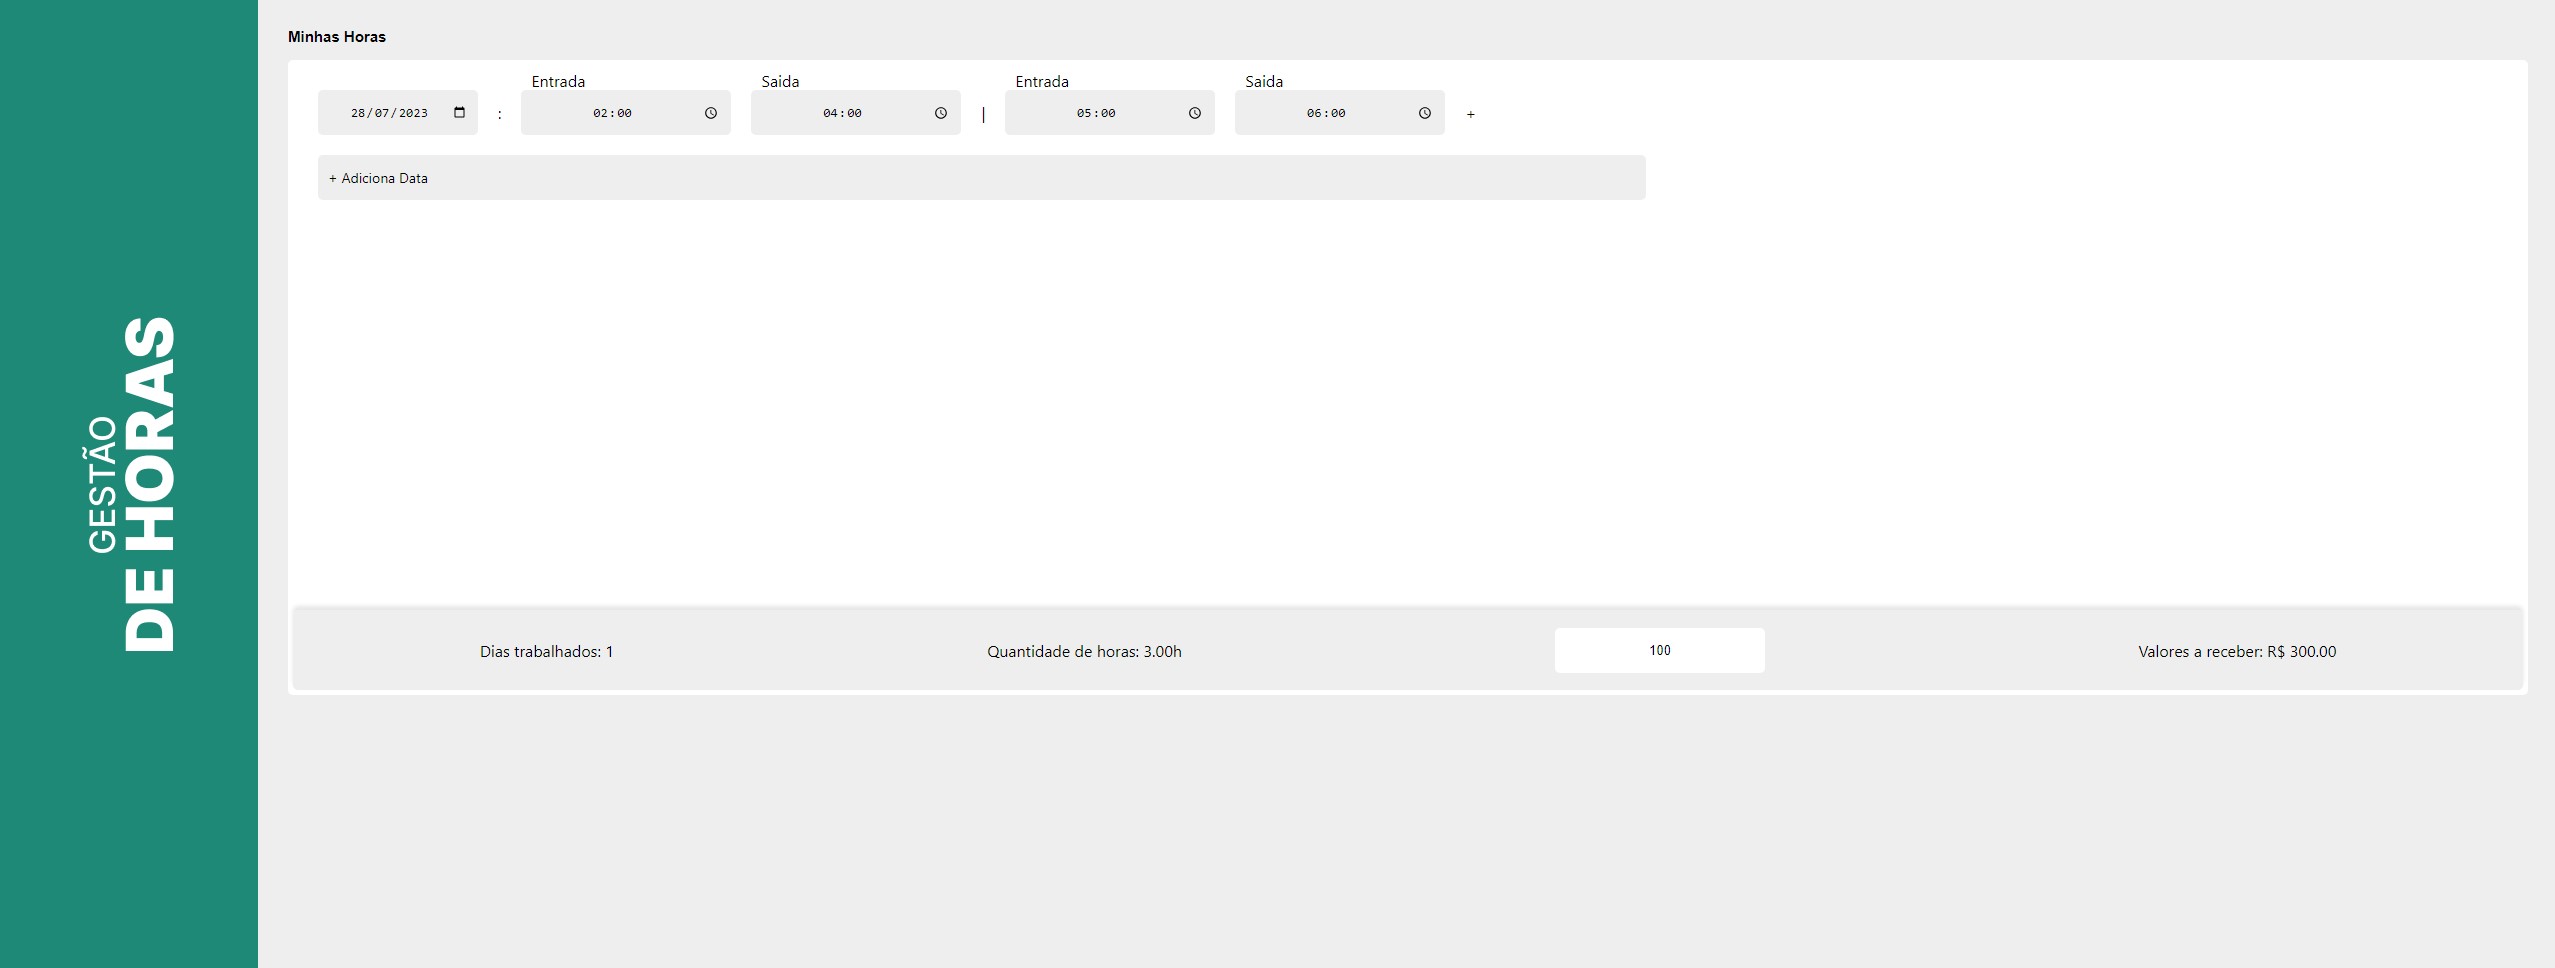 GESTÃO
DE HORAS
Minhas Horas
Entrada Saida Entrada Saida
28/07/2023 : 02:00 04:00 | 05:00 06:00 +
+ Adiciona Data
Dias trabalhados: 1 Quantidade de horas: 3.00h 100 Valores a receber: R$ 300.00